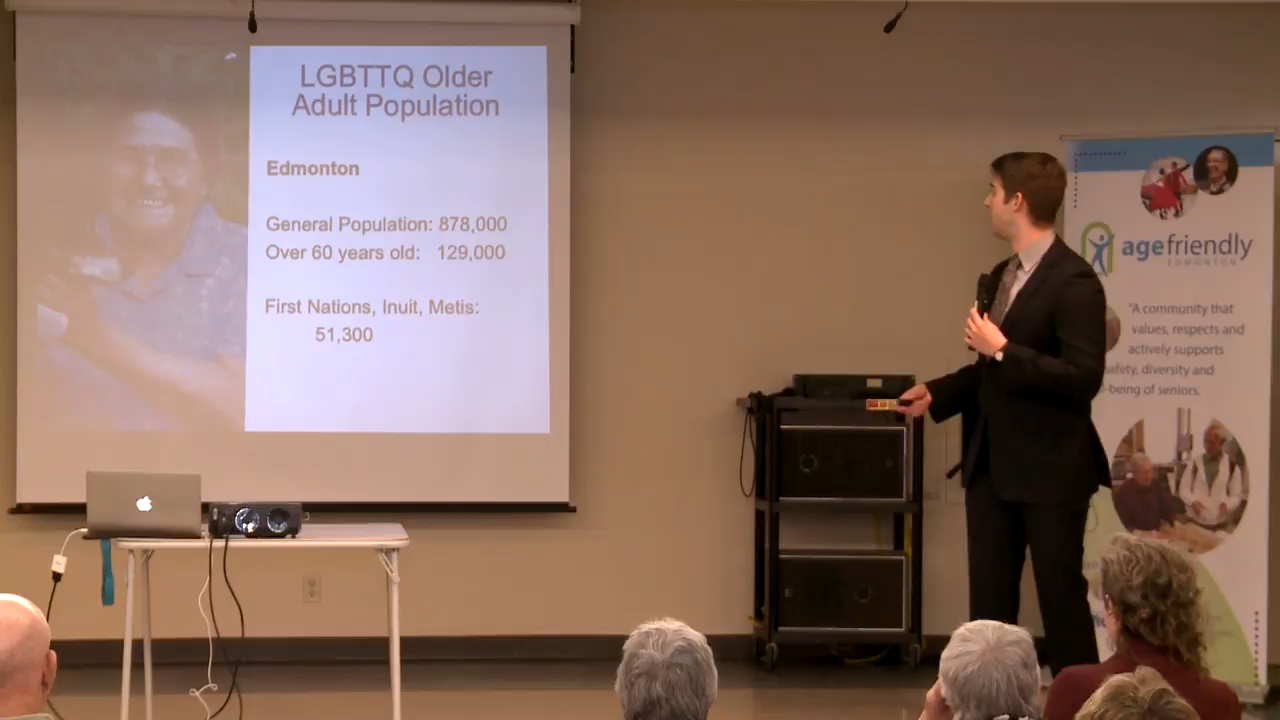 LGBTTQ Older
Adult Population
Edmonton
General Population: 878,000
Over 60 years old: 129,000
First Nations, Inuit, Metis:
51,300
agefriendly
EDMONTON
"A community that
values, respects and
actively supports
safety, diversity and
-being of seniors.